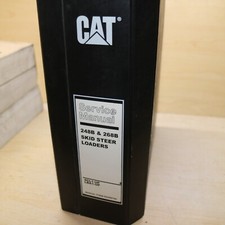 CAT
Service
Manual
248B & 268B
SKID STEER
LOADERS